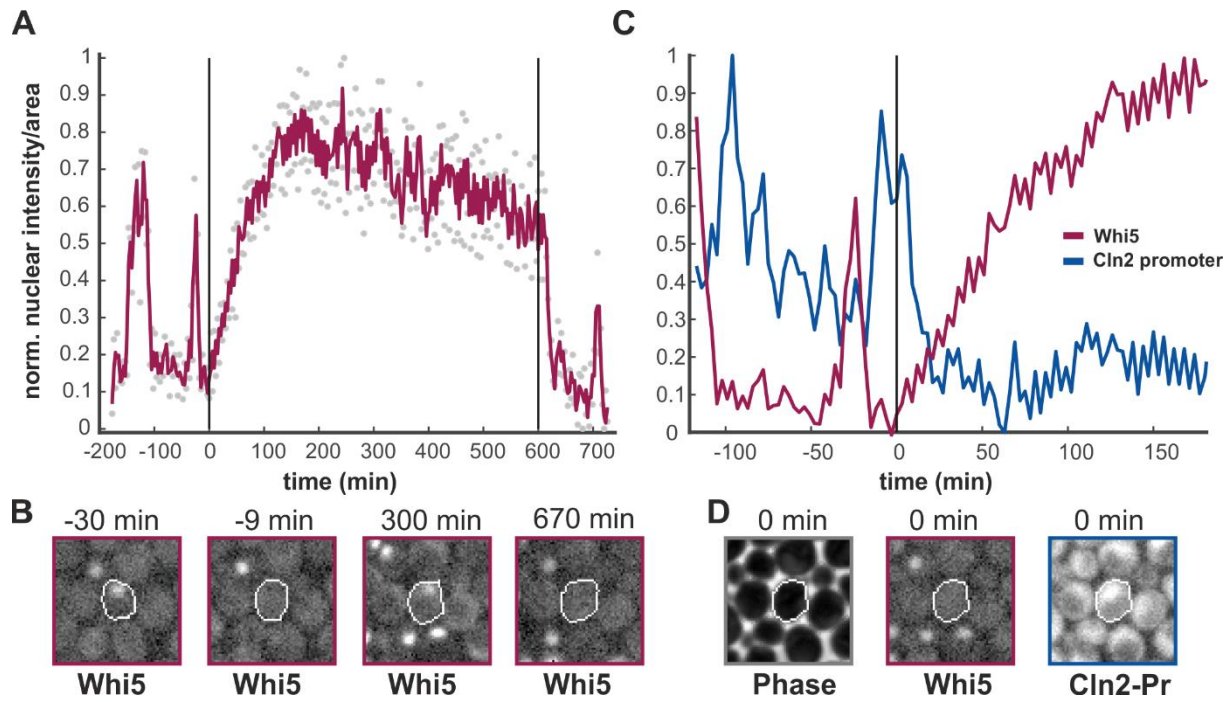 A
1
0.9
0.8
0.7
0.6
0.5
0.4
0.3
0.2
0.1
0
norm. nuclear intensity/area
-200 -100 0 100 200 300 400 500 600 700
time (min)
C
1
0.9
0.8
0.7
0.6
0.5
0.4
0.3
0.2
0.1
0
Whi5
Cln2 promoter
-100 -50 0 50 100 150
time (min)
B
-30 min -9 min 300 min 670 min
Whi5 Whi5 Whi5 Whi5
D
0 min 0 min 0 min
Phase Whi5 Cln2-Pr